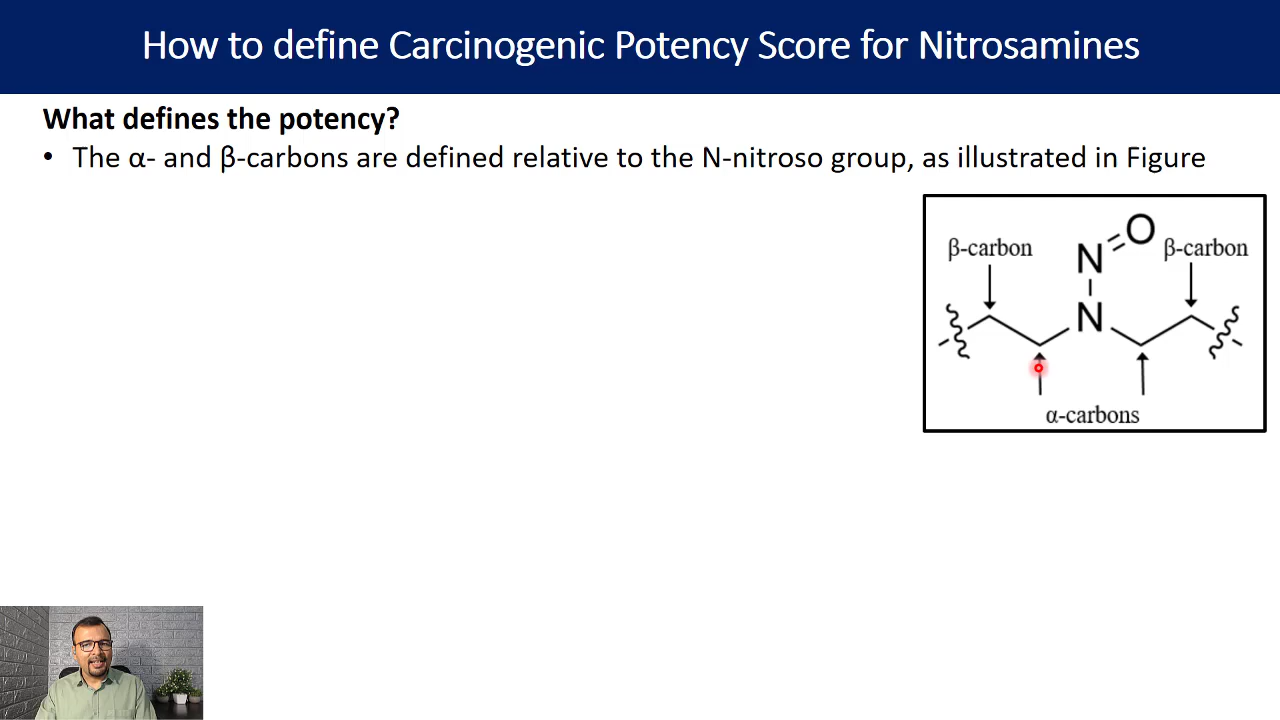 How to define Carcinogenic Potency Score for Nitrosamines
What defines the potency?
• The α- and β-carbons are defined relative to the N-nitroso group, as illustrated in Figure
O
β-carbon N β-carbon
N
α-carbons